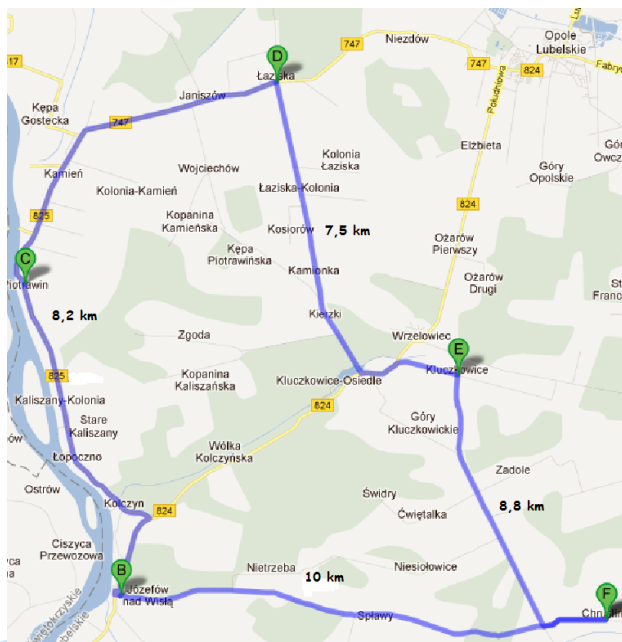 Opole
Lubelskie
747
Niezdów
817
D
Łaziska
747
824
Fabry
Janiszów
Południowa
Kępa
Gostecka
747
Elżbieta
Kolonia
Łaziska
Wojciechów
Góry
Opolskie
Kamień
Kolonia-Kamień
Łaziska-Kolonia
824
825
Kopanina
Kamieńska
Kosiorów
7,5 km
Kępa
Piotrawińska
Ożarów
Pierwszy
C
Kamionka
Piotrawin
Ożarów
Drugi
8,2 km
Kierzki
Zgoda
Wrzelowiec
E
Kluczkowice
825
Kopanina
Kaliszańska
Kluczkowice-Osiedle
Kaliszany-Kolonia
824
Stare
Kaliszany
Góry
Kluczkowickie
Wólka
Kolczyńska
Łopoczno
Zadole
Ostrów
Świdry
8,8 km
Kolczyn
824
Ćwiętalka
Ciszyca
Przewozowa
B
Nietrzeba
Niesiołowice
10 km
Józefów
nad Wisłą
F
Spławy